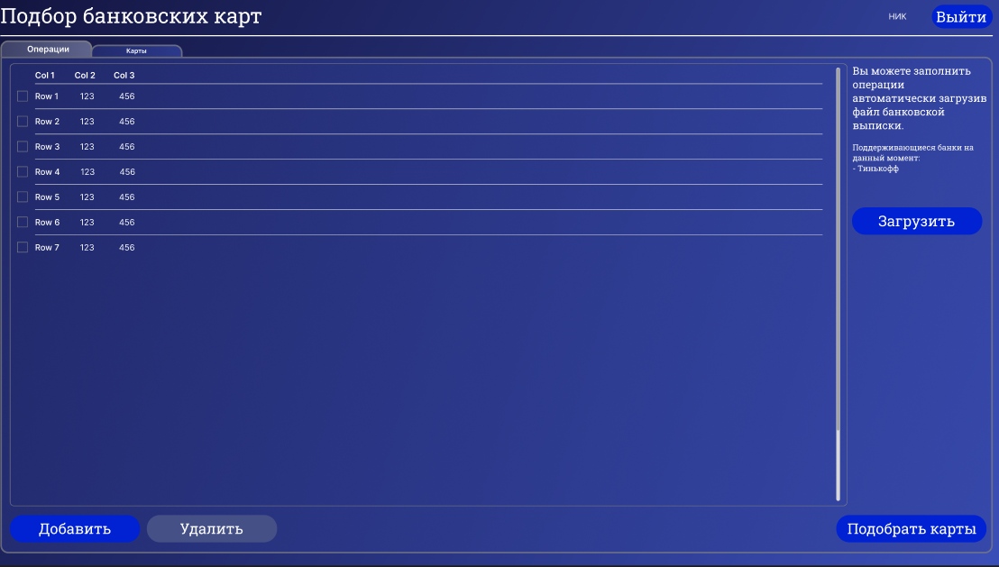 Подбор банковских карт
НИК
Выйти
Операции
Карты
Col 1 Col 2 Col 3
Row 1 123 456
Row 2 123 456
Row 3 123 456
Row 4 123 456
Row 5 123 456
Row 6 123 456
Row 7 123 456
Вы можете заполнить
операции
автоматически загрузив
файл банковской
выписки.
Поддерживающиеся банки на
данный момент:
- Тинькофф
Загрузить
Добавить
Удалить
Подобрать карты